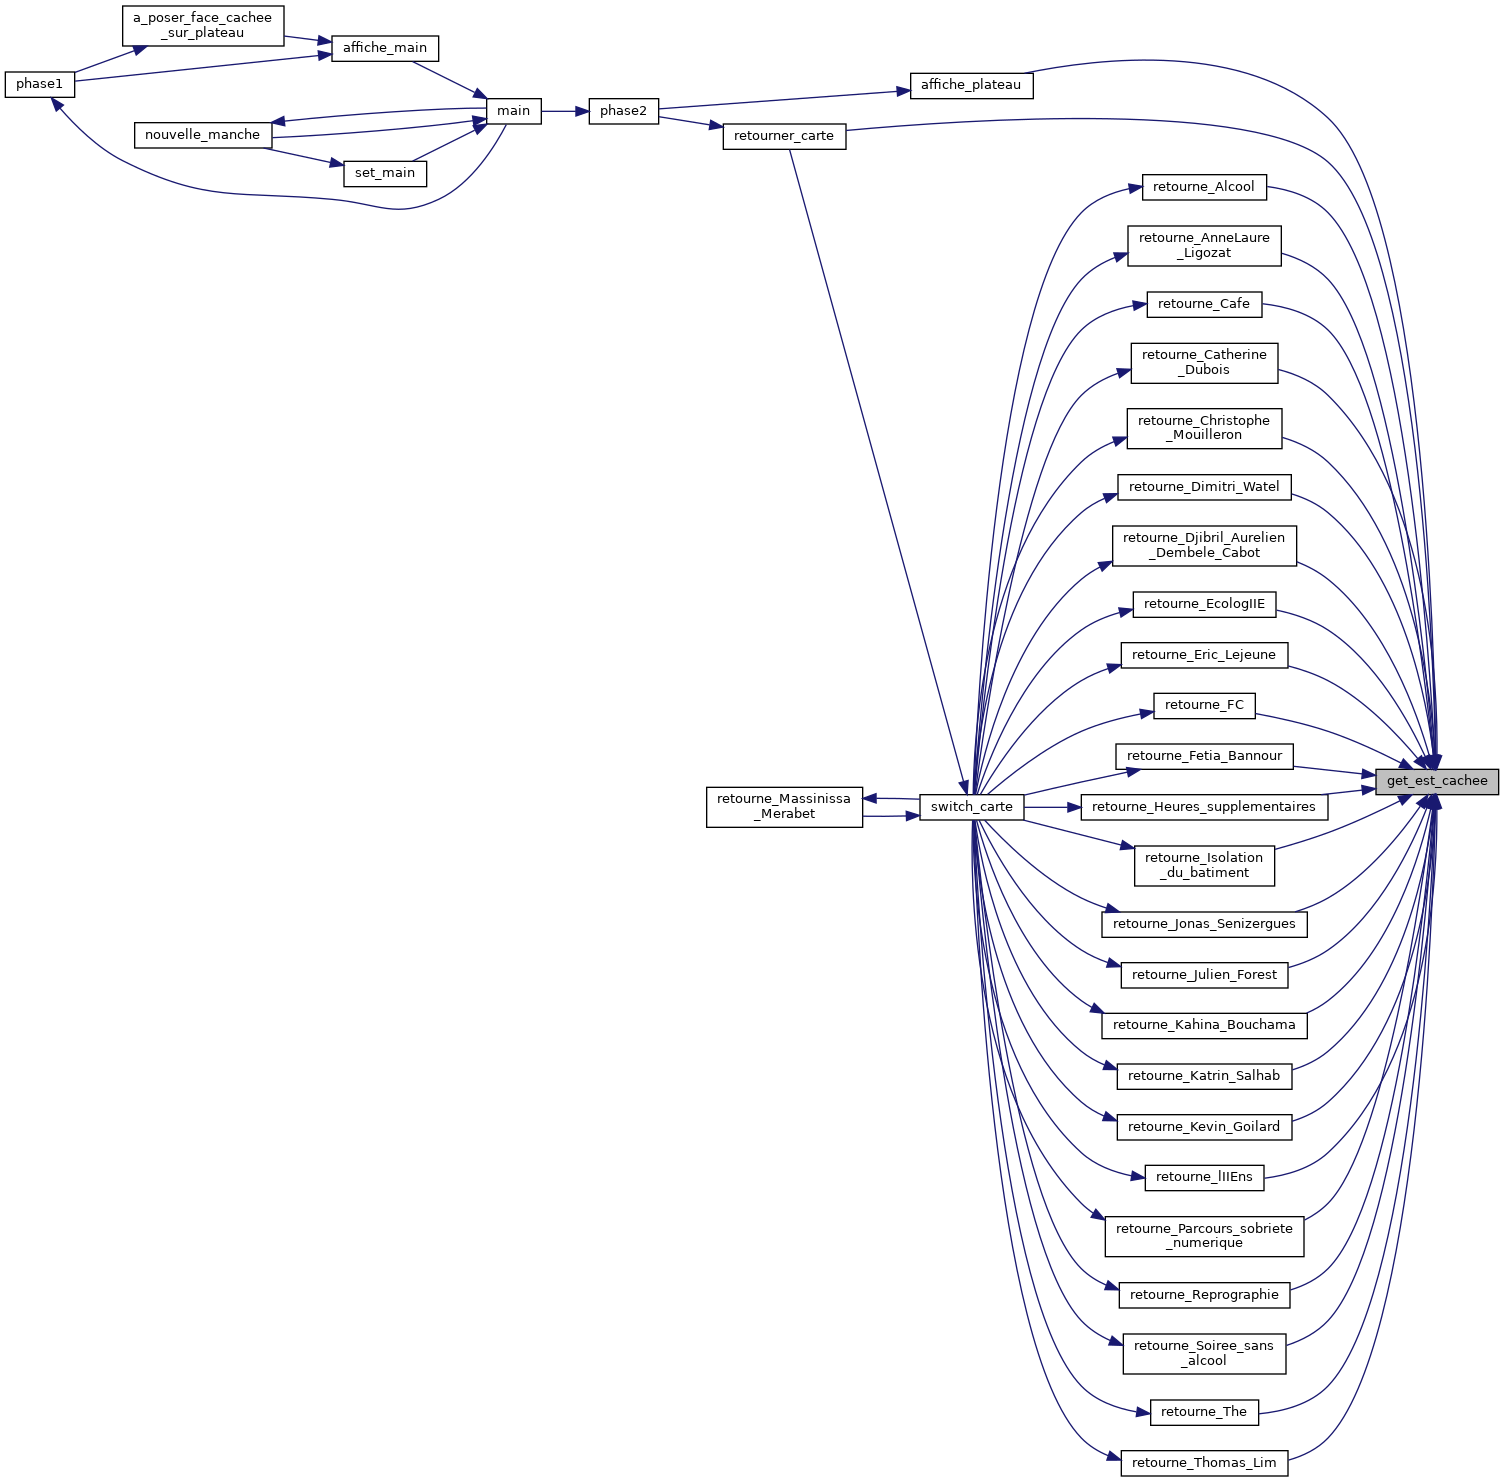 a_poser_face_cachee
_sur_plateau
affiche_main
phase1
main
phase2
nouvelle_manche
set_main
affiche_plateau
retourner_carte
retourne_Alcool
retourne_AnneLaure
_Ligozat
retourne_Cafe
retourne_Catherine
_Dubois
retourne_Christophe
_Mouilleron
retourne_Dimitri_Watel
retourne_Djibril_Aurelien
_Dembele_Cabot
retourne_EcologIIE
retourne_Eric_Lejeune
retourne_FC
retourne_Fetia_Bannour
get_est_cachee
retourne_Massinissa
_Merabet
switch_carte
retourne_Heures_supplementaires
retourne_Isolation
_du_batiment
retourne_Jonas_Senizergues
retourne_Julien_Forest
retourne_Kahina_Bouchama
retourne_Katrin_Salhab
retourne_Kevin_Goilard
retourne_lIIEns
retourne_Parcours_sobriete
_numerique
retourne_Reprographie
retourne_Soiree_sans
_alcool
retourne_The
retourne_Thomas_Lim